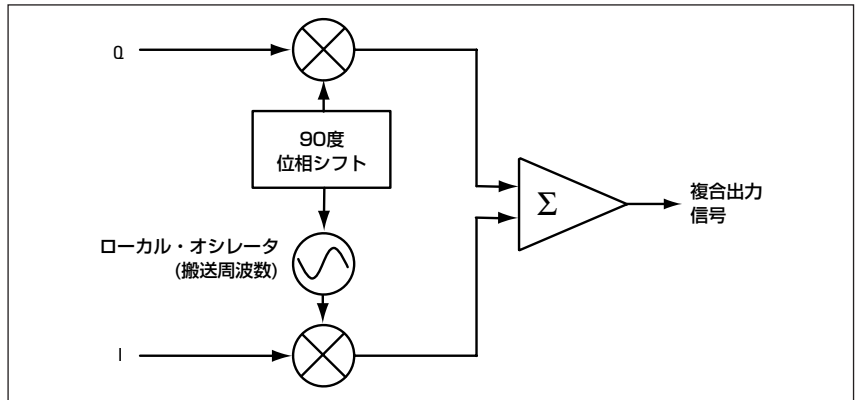 Q
90度
位相シフト
Σ
複合出力
信号
ローカル・オシレータ
(搬送周波数)
I